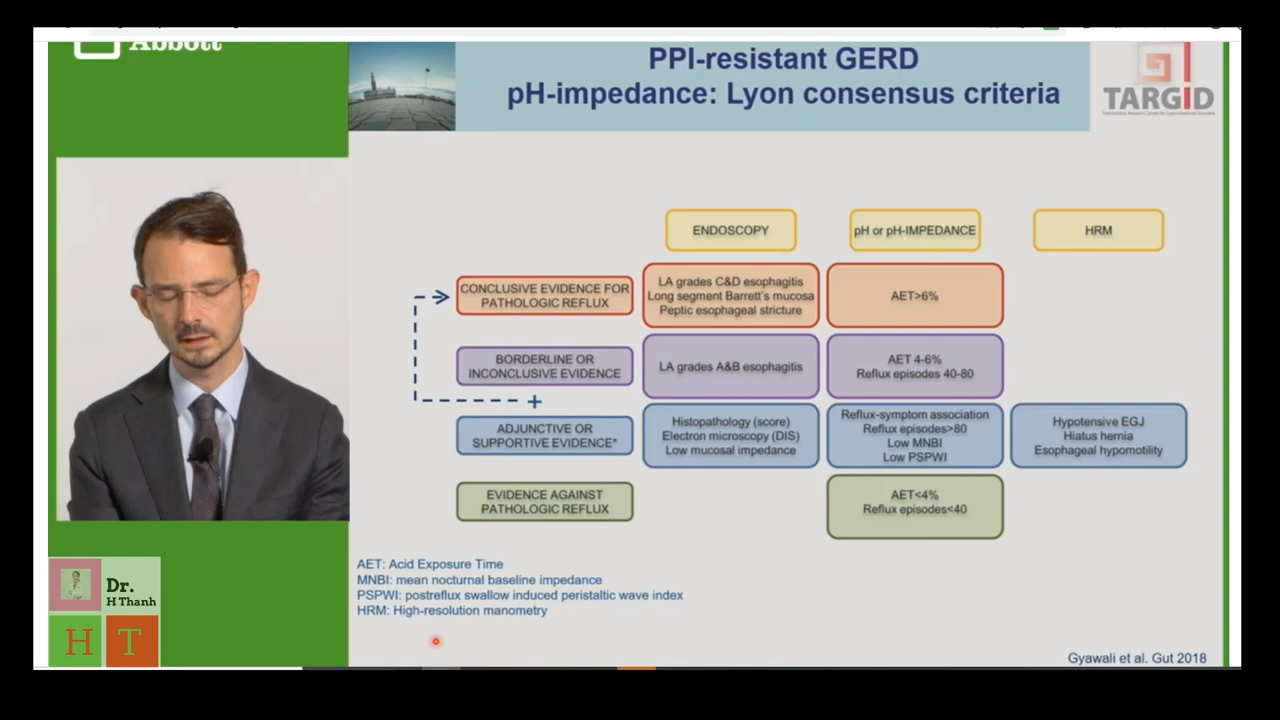 Abbott
PPI-resistant GERD
pH-impedance: Lyon consensus criteria
TARGID
ENDOSCOPY
pH or pH-IMPEDANCE
HRM
CONCLUSIVE EVIDENCE FOR
PATHOLOGIC REFLUX
LA grades C&D esophagitis
Long segment Barrett's mucosa
Peptic esophageal stricture
AET>6%
BORDERLINE OR
INCONCLUSIVE EVIDENCE
LA grades A&B esophagitis
AET 4-6%
Reflux episodes 40-80
+
ADJUNCTIVE OR
SUPPORTIVE EVIDENCE*
Histopathology (score)
Electron microscopy (DIS)
Low mucosal impedance
Reflux-symptom association
Reflux episodes>80
Low MNBI
Low PSPWI
Hypotensive EGJ
Hiatus hernia
Esophageal hypomotility
EVIDENCE AGAINST
PATHOLOGIC REFLUX
AET<4%
Reflux episodes<40
AET: Acid Exposure Time
MNBI: mean nocturnal baseline impedance
PSPWI: postreflux swallow induced peristaltic wave index
HRM: High-resolution manometry
Dr.
H Thanh
H T
Gyawali et al. Gut 2018